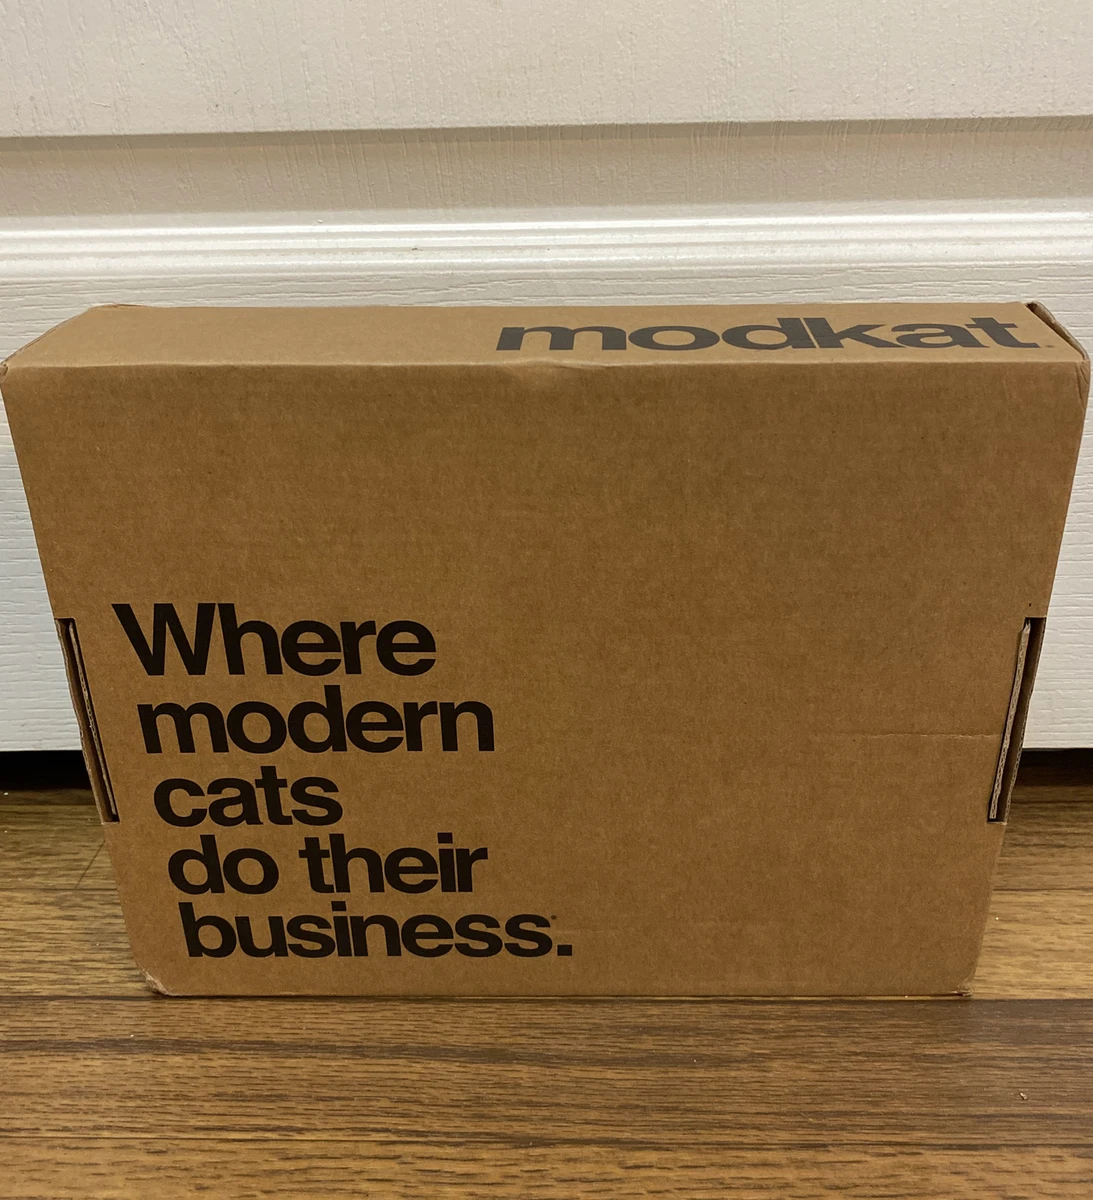 modkat
Where
modern
cats
do their
business.